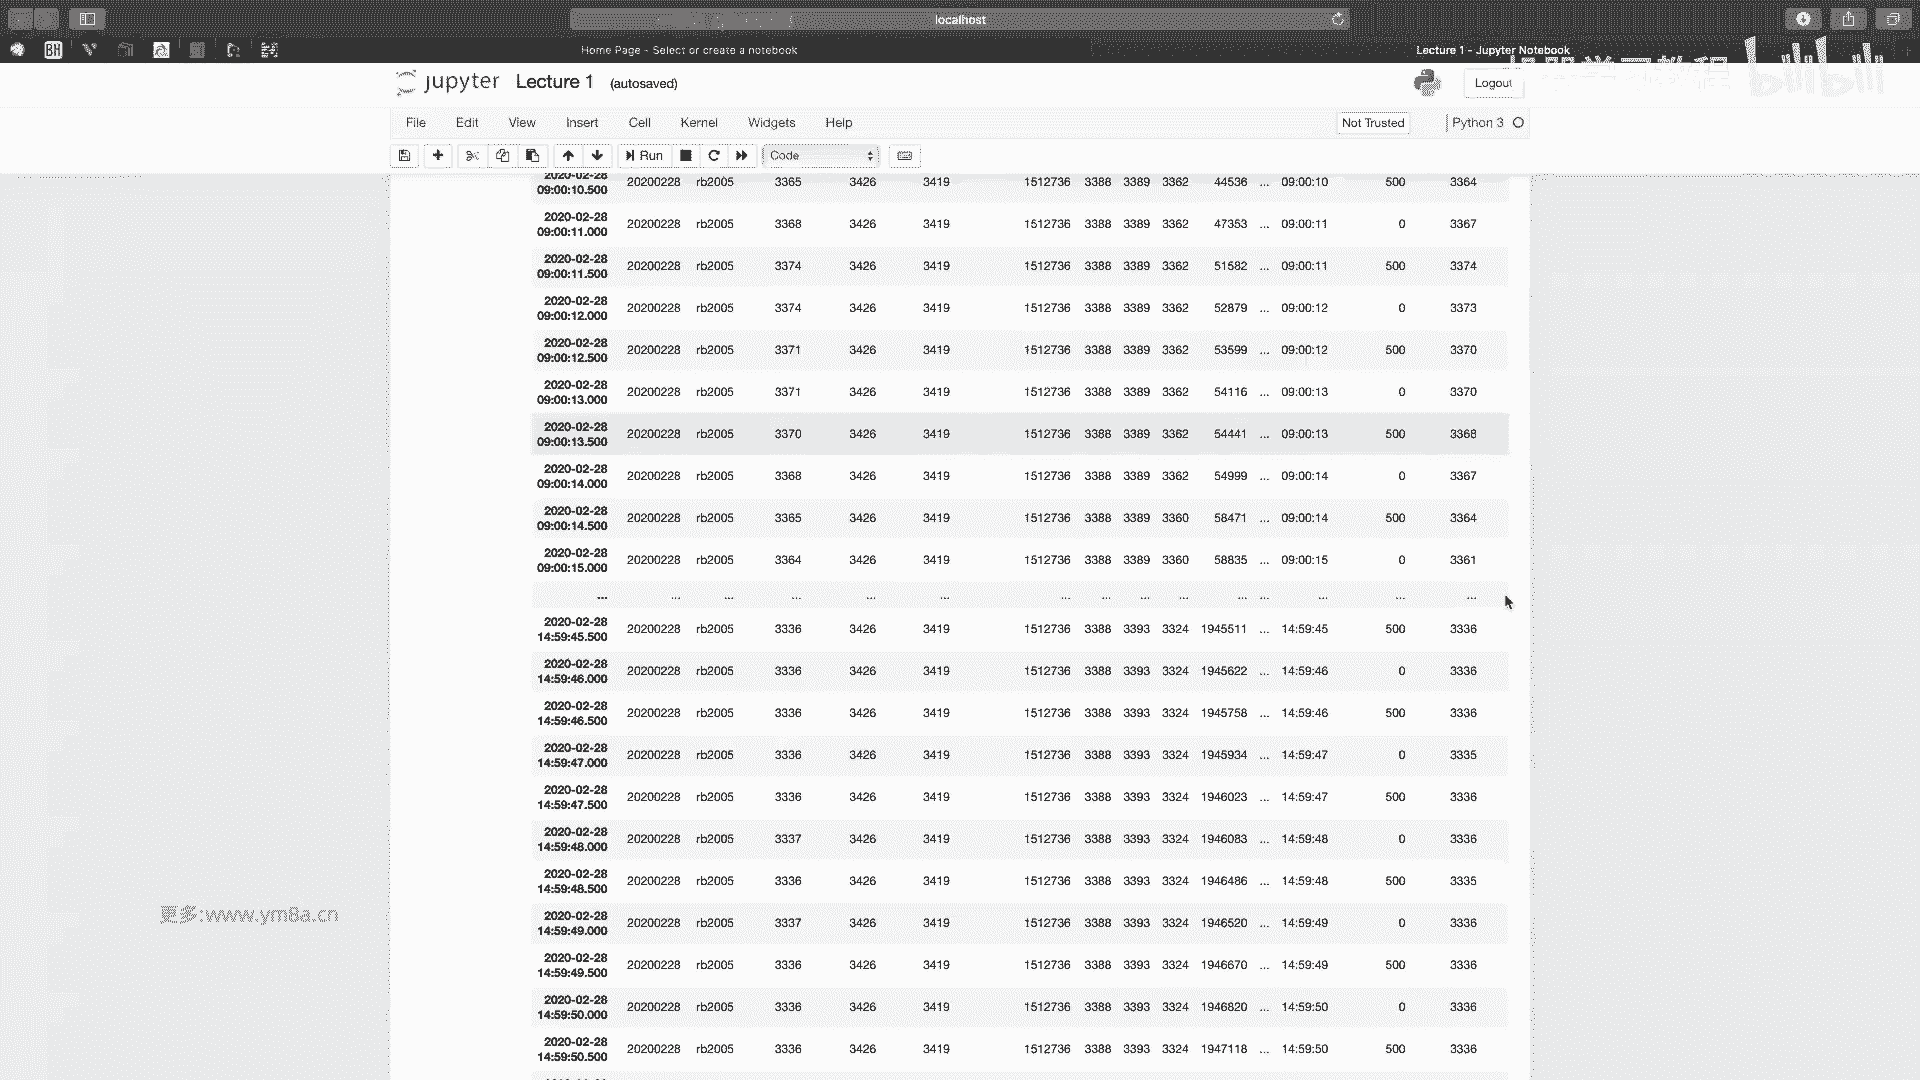 localhost
Home Page - Select or create a notebook
Lecture 1 - Jupyter Notebook
jupyter Lecture 1 (autosaved)
Logout
File Edit View Insert Cell Kernel Widgets Help
Not Trusted
Python 3
Run
Code
2020-02-28
09:00:10.500 20200228 rb2005 3365 3426 3419 1512736 3388 3389 3362 44536 ... 09:00:10 500 3364
2020-02-28
09:00:11.000 20200228 rb2005 3368 3426 3419 1512736 3388 3389 3362 47353 ... 09:00:11 0 3367
2020-02-28
09:00:11.500 20200228 rb2005 3374 3426 3419 1512736 3388 3389 3362 51582 ... 09:00:11 500 3374
2020-02-28
09:00:12.000 20200228 rb2005 3374 3426 3419 1512736 3388 3389 3362 52879 ... 09:00:12 0 3373
2020-02-28
09:00:12.500 20200228 rb2005 3371 3426 3419 1512736 3388 3389 3362 53599 ... 09:00:12 500 3370
2020-02-28
09:00:13.000 20200228 rb2005 3371 3426 3419 1512736 3388 3389 3362 54116 ... 09:00:13 0 3370
2020-02-28
09:00:13.500 20200228 rb2005 3370 3426 3419 1512736 3388 3389 3362 54441 ... 09:00:13 500 3368
2020-02-28
09:00:14.000 20200228 rb2005 3368 3426 3419 1512736 3388 3389 3362 54999 ... 09:00:14 0 3367
2020-02-28
09:00:14.500 20200228 rb2005 3365 3426 3419 1512736 3388 3389 3360 58471 ... 09:00:14 500 3364
2020-02-28
09:00:15.000 20200228 rb2005 3364 3426 3419 1512736 3388 3389 3360 58835 ... 09:00:15 0 3361
... ... ... ... ... ... ... ... ... ... ... ... ... ... ...
2020-02-28
14:59:45.500 20200228 rb2005 3336 3426 3419 1512736 3388 3393 3324 1945511 ... 14:59:45 500 3336
2020-02-28
14:59:46.000 20200228 rb2005 3336 3426 3419 1512736 3388 3393 3324 1945622 ... 14:59:46 0 3336
2020-02-28
14:59:46.500 20200228 rb2005 3336 3426 3419 1512736 3388 3393 3324 1945758 ... 14:59:46 500 3336
2020-02-28
14:59:47.000 20200228 rb2005 3336 3426 3419 1512736 3388 3393 3324 1945934 ... 14:59:47 0 3335
2020-02-28
14:59:47.500 20200228 rb2005 3336 3426 3419 1512736 3388 3393 3324 1946023 ... 14:59:47 500 3336
2020-02-28
14:59:48.000 20200228 rb2005 3337 3426 3419 1512736 3388 3393 3324 1946083 ... 14:59:48 0 3336
2020-02-28
14:59:48.500 20200228 rb2005 3336 3426 3419 1512736 3388 3393 3324 1946486 ... 14:59:48 500 3335
2020-02-28
14:59:49.000 20200228 rb2005 3337 3426 3419 1512736 3388 3393 3324 1946520 ... 14:59:49 0 3336
2020-02-28
14:59:49.500 20200228 rb2005 3336 3426 3419 1512736 3388 3393 3324 1946670 ... 14:59:49 500 3336
2020-02-28
14:59:50.000 20200228 rb2005 3336 3426 3419 1512736 3388 3393 3324 1946820 ... 14:59:50 0 3336
2020-02-28
14:59:50.500 20200228 rb2005 3336 3426 3419 1512736 3388 3393 3324 1947118 ... 14:59:50 500 3336
更多:www.ym8a.cn